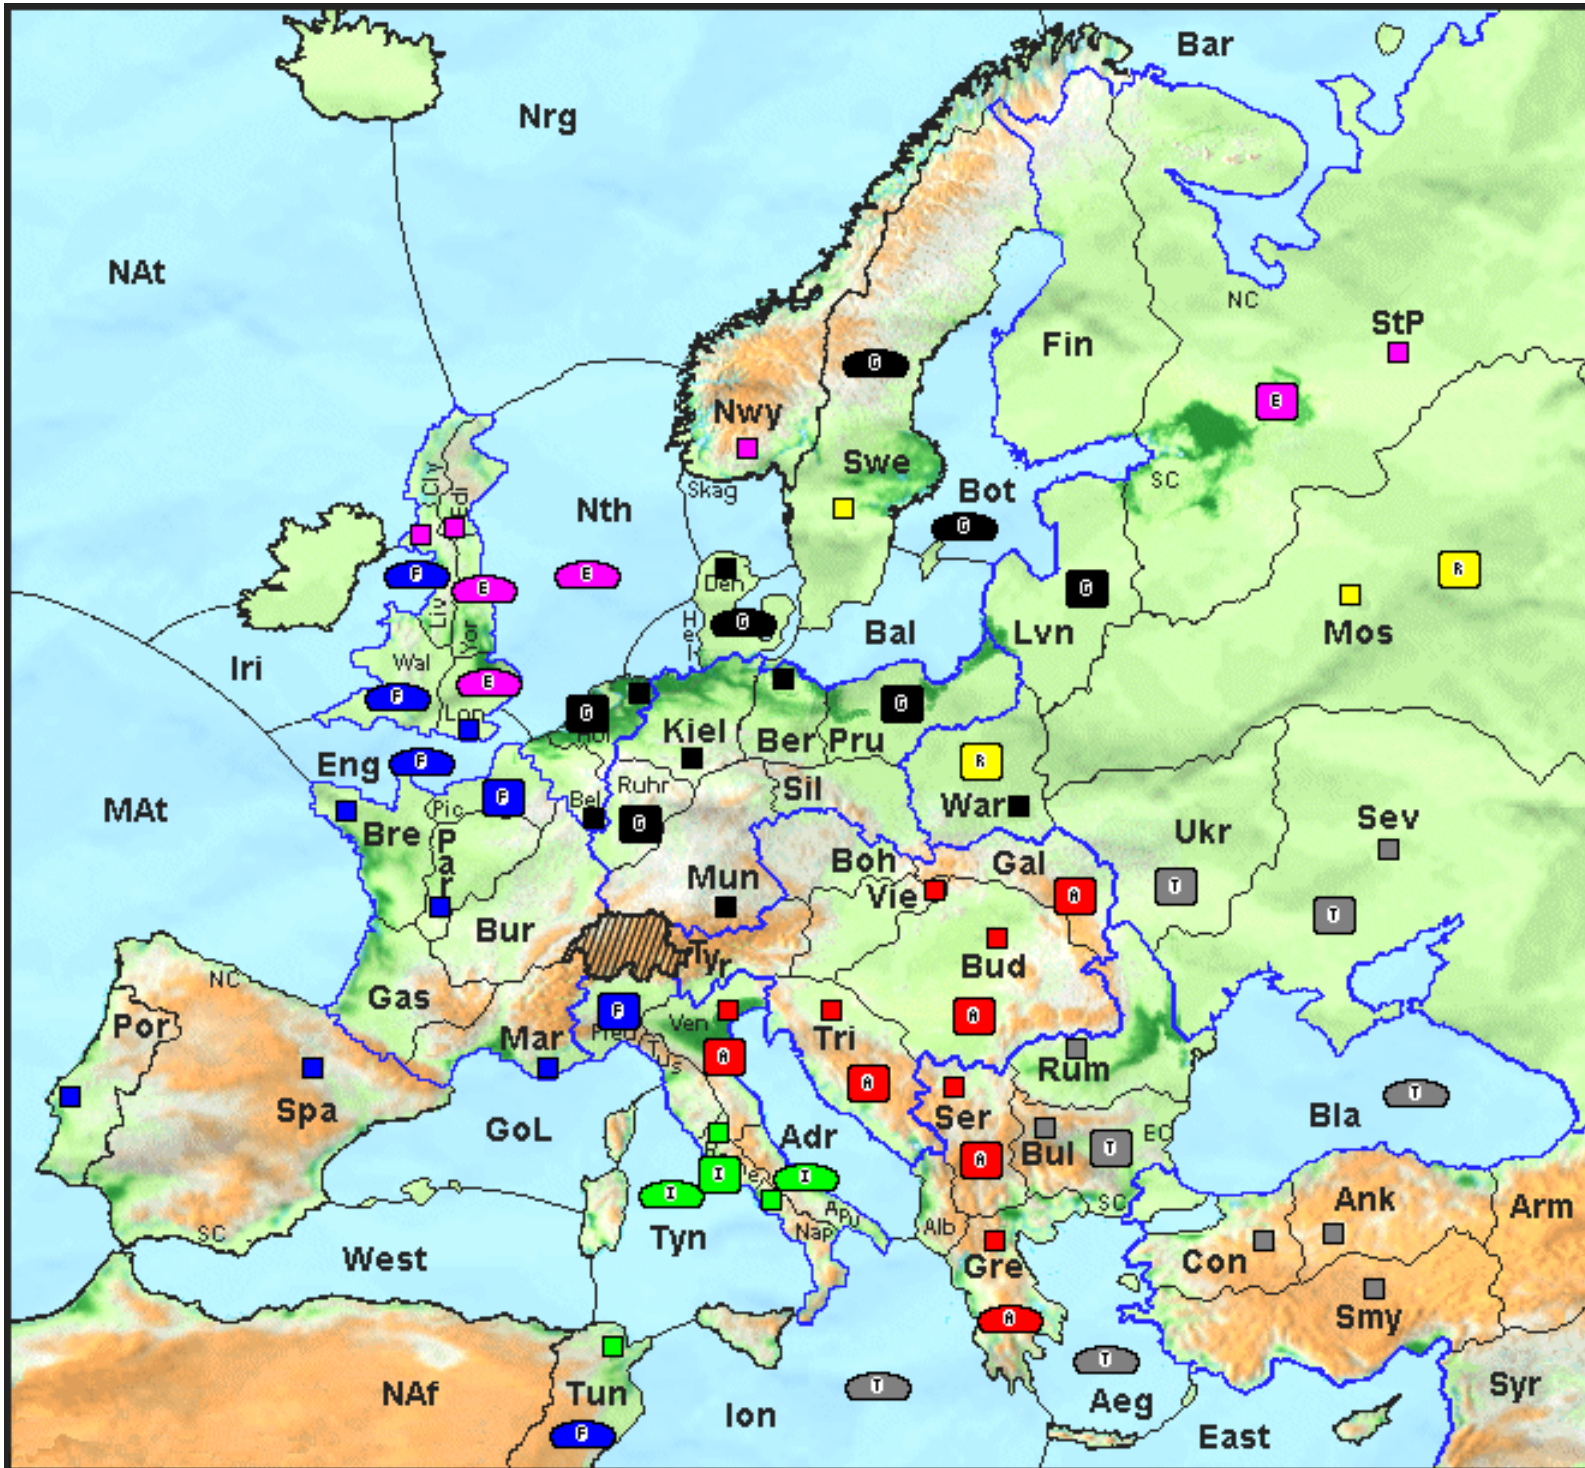 Bar
Nrg
NAt
NC
StP
Fin
Nwy
E
G
Swe
Cly
Edi
Skag
Bot
SC
Nth
G
R
F
E
E
Den
G
G
Liv
Yor
Hel
Bal
Lvn
Mos
Iri
Wal
F
E
Lon
G
Hol
Kiel
Ber
Pru
G
R
Eng
F
F
Pic
Bel
Ruhr
G
Sil
War
MAt
Bre
Par
Ukr
Sev
Boh
Gal
Mun
Vie
A
T
T
Bur
Tyr
Bud
NC
Gas
Por
F
Pied
Ven
Tri
A
Mar
Tus
A
A
Rum
Spa
Ser
T
Bla
GoL
Adr
Bul
EC
T
A
I
I
I
SC
Ank
Arm
Apu
Nap
Alb
SC
West
Tyn
Con
Gre
A
Smy
T
Aeg
NAf
Tun
T
Ion
Syr
F
East